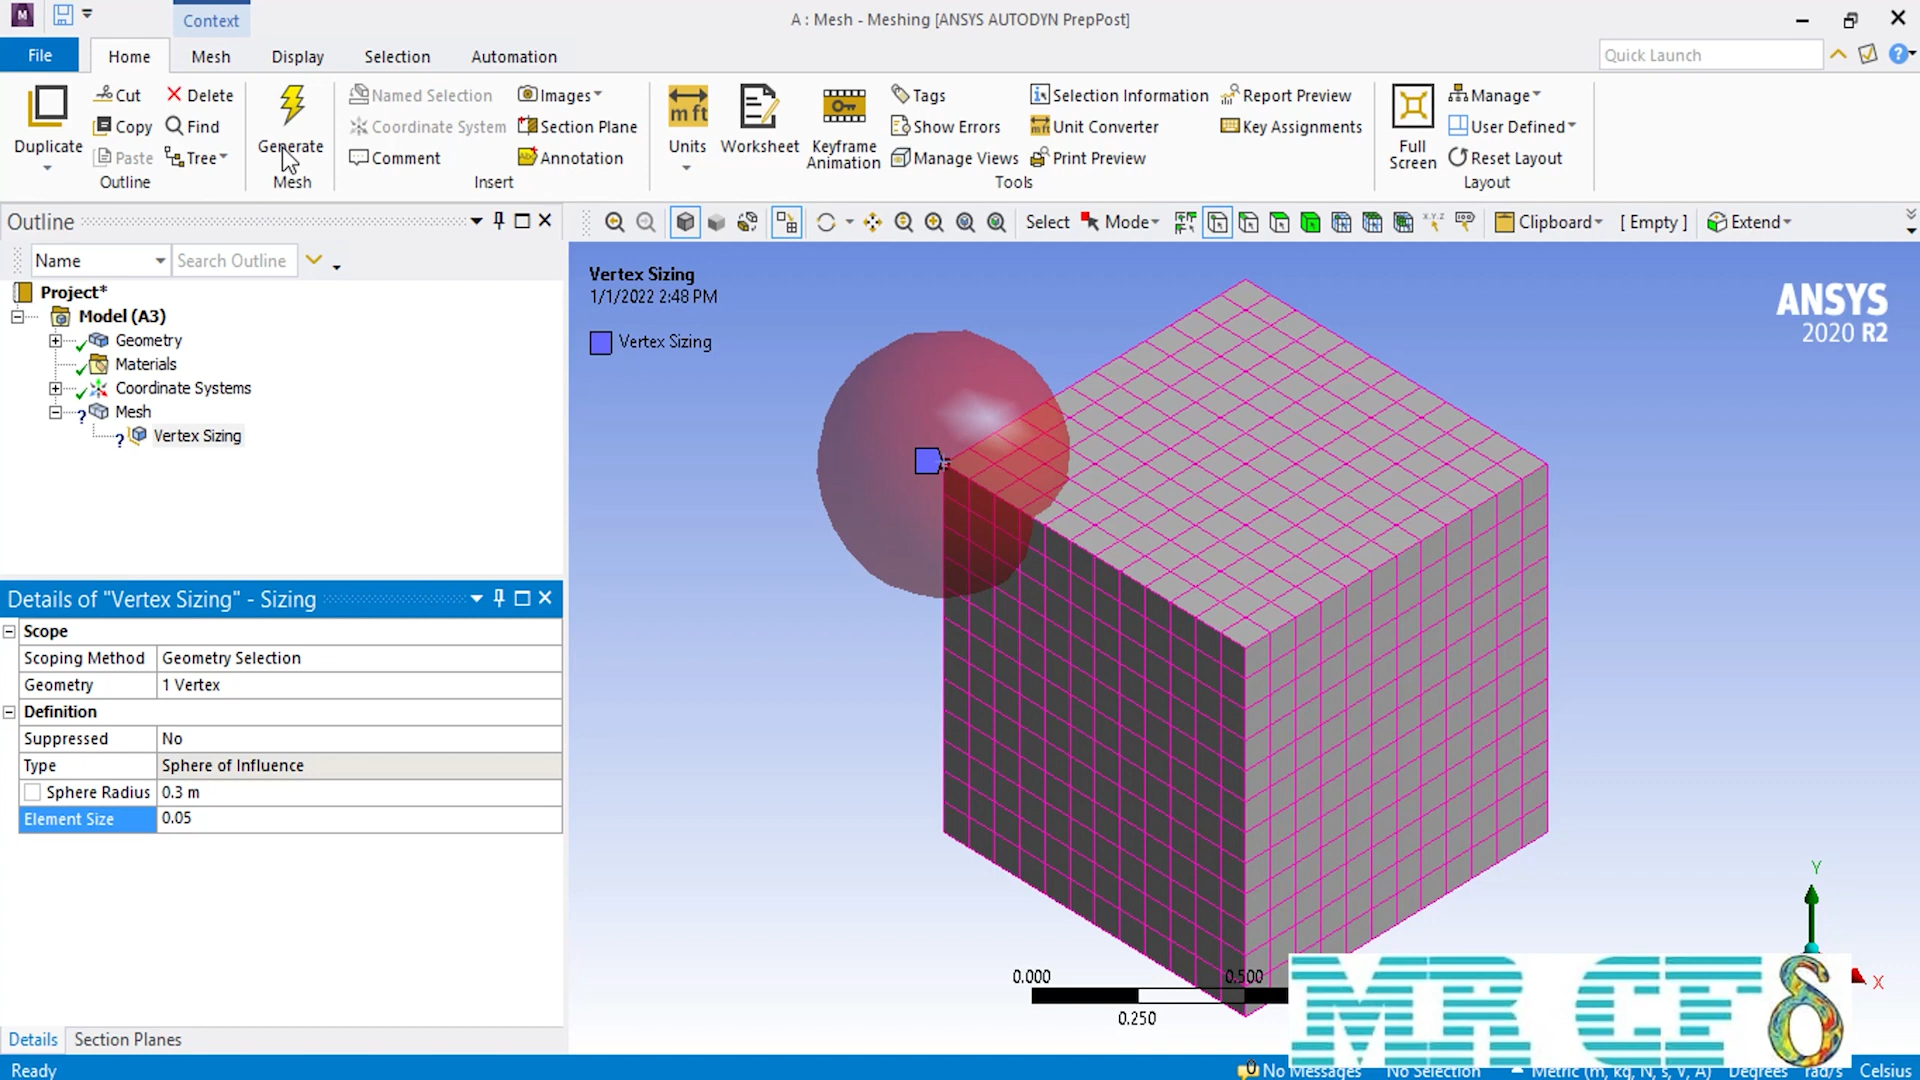 M
Context
A : Mesh - Meshing [ANSYS AUTODYN PrepPost]
File
Home
Mesh
Display
Selection
Automation
Quick Launch
Duplicate
Cut
Delete
Copy
Find
Paste
Tree
Outline
Generate
Mesh
Named Selection
Images
Coordinate System
Section Plane
Comment
Annotation
Insert
Units
Worksheet
Keyframe
Animation
Tags
Selection Information
Report Preview
Show Errors
Unit Converter
Key Assignments
Manage Views
Print Preview
Tools
Full
Screen
Manage
User Defined
Reset Layout
Layout
Outline
Select
Mode
Clipboard
[ Empty ]
Extend
Name
Search Outline
Project*
Model (A3)
Geometry
Materials
Coordinate Systems
Mesh
Vertex Sizing
Vertex Sizing
1/1/2022 2:48 PM
Vertex Sizing
ANSYS
2020 R2
Details of "Vertex Sizing" - Sizing
Scope
Scoping Method Geometry Selection
Geometry 1 Vertex
Definition
Suppressed No
Type Sphere of Influence
Sphere Radius 0.3 m
Element Size 0.05
0.000
0.500
0.250
Y
X
MR CFδ
Details
Section Planes
Ready
0 No Messages
No Selection
Metric (m, kg, N, s, V, A)
Degrees
rad/s
Celsius